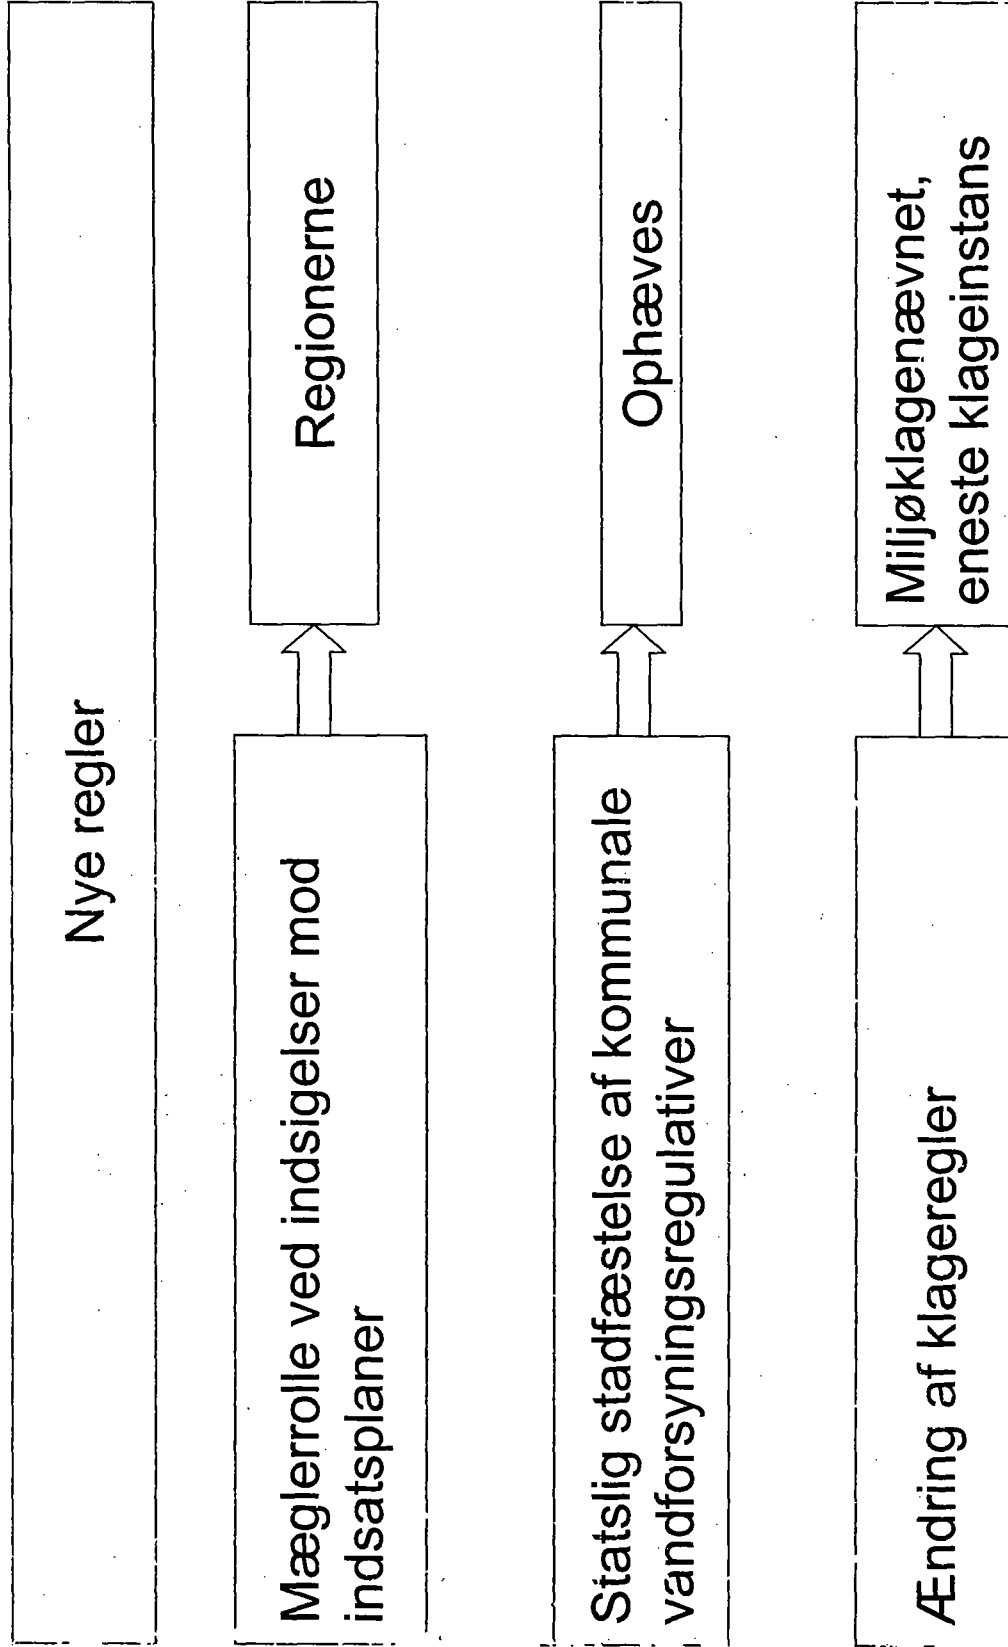 Nye regler
Mæglerrolle ved indsigelser mod
indsatsplaner
Regionerne
Statslig stadfæstelse af kommunale
vandforsyningsregulativer
Ophæves
Ændring af klageregler
Miljøklagenævnet,
eneste klageinstans